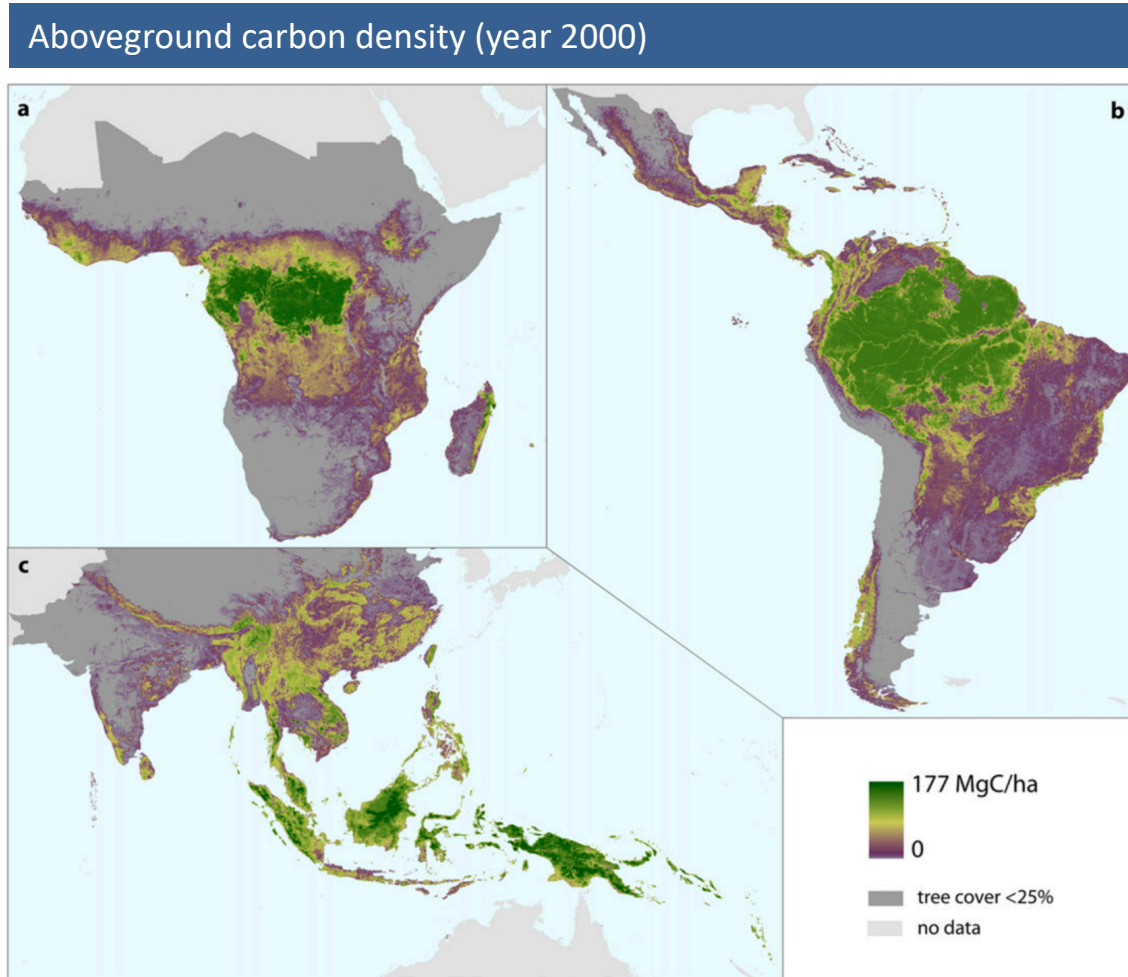 Aboveground carbon density (year 2000)
a
b
c
177 MgC/ha
0
tree cover <25%
no data